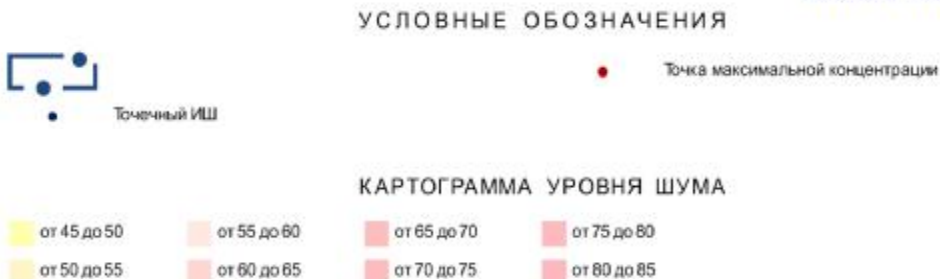 УСЛОВНЫЕ ОБОЗНАЧЕНИЯ
Точка максимальной концентрации
Точечный ИШ
КАРТОГРАММА УРОВНЯ ШУМА
от 45 до 50 от 55 до 60 от 65 до 70 от 75 до 80
от 50 до 55 от 60 до 65 от 70 до 75 от 80 до 85